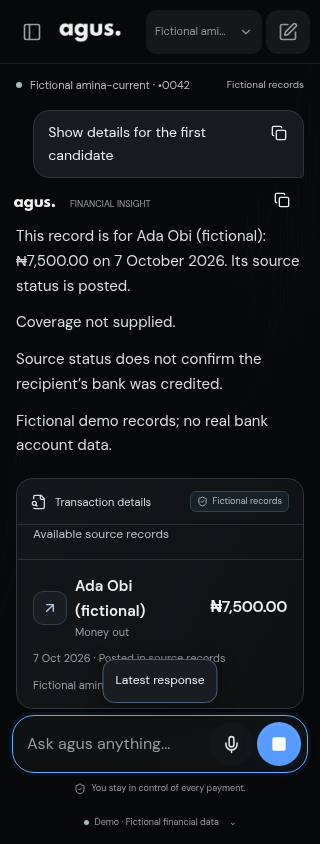 agus.
Fictional ami...
Fictional amina-current · •0042
Fictional records
Show details for the first
candidate
agus.
FINANCIAL INSIGHT
This record is for Ada Obi (fictional):
₦7,500.00 on 7 October 2026. Its source
status is posted.
Coverage not supplied.
Source status does not confirm the
recipient’s bank was credited.
Fictional demo records; no real bank
account data.
Transaction details
Fictional records
Available source records
Ada Obi
(fictional)
₦7,500.00
Money out
7 Oct 2026 · Posted in source records
Fictional amin
Latest response
Ask agus anything...
You stay in control of every payment.
Demo · Fictional financial data